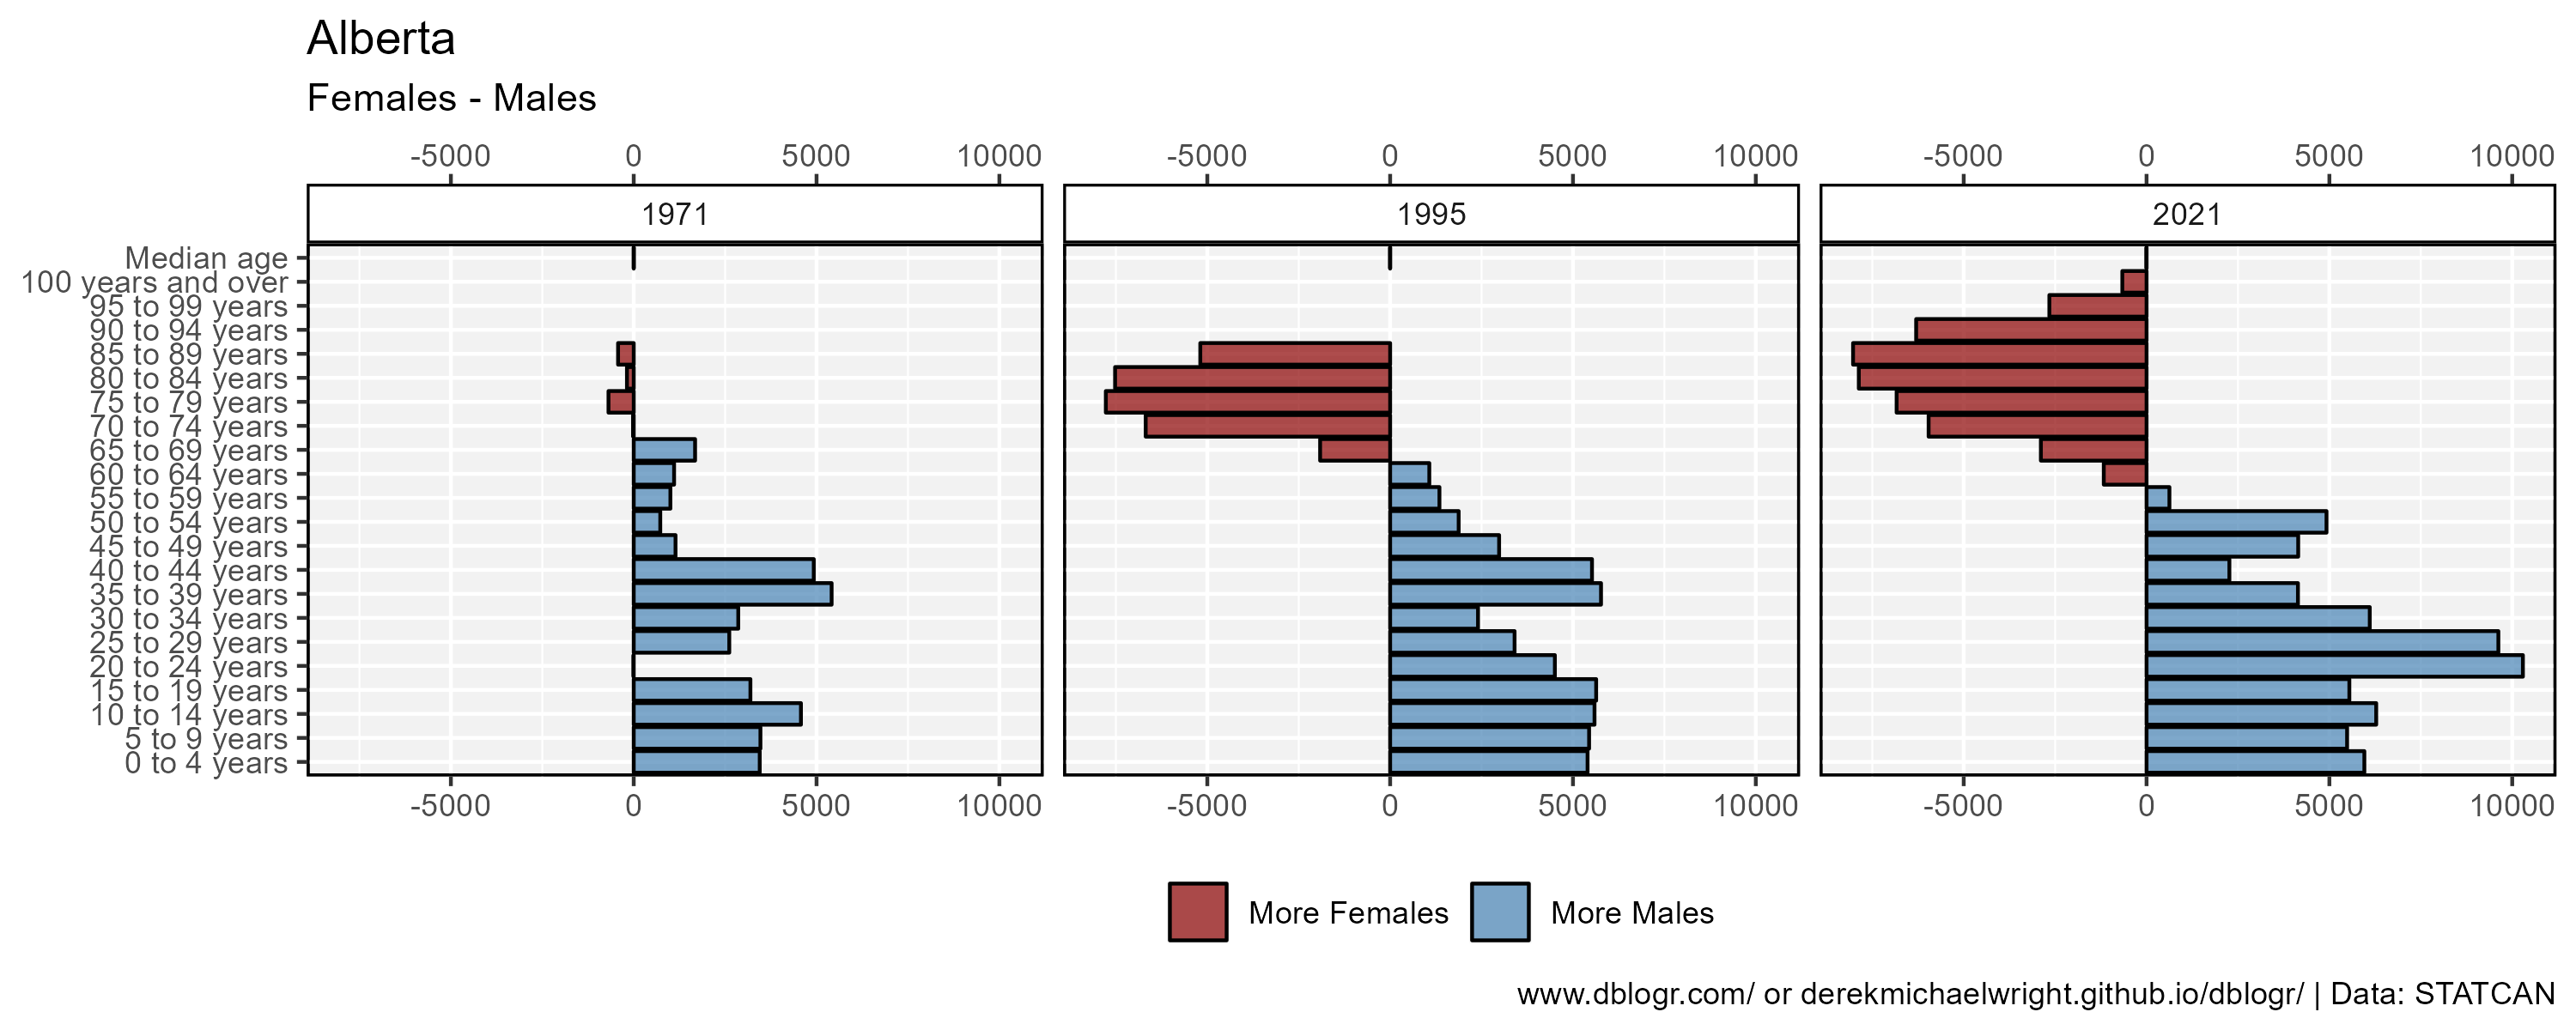 Alberta
Females - Males
-5000 0 5000 10000 -5000 0 5000 10000 -5000 0 5000 10000
1971 1995 2021
Median age
100 years and over
95 to 99 years
90 to 94 years
85 to 89 years
80 to 84 years
75 to 79 years
70 to 74 years
65 to 69 years
60 to 64 years
55 to 59 years
50 to 54 years
45 to 49 years
40 to 44 years
35 to 39 years
30 to 34 years
25 to 29 years
20 to 24 years
15 to 19 years
10 to 14 years
5 to 9 years
0 to 4 years
-5000 0 5000 10000 -5000 0 5000 10000 -5000 0 5000 10000
More Females More Males
www.dblogr.com/ or derekmichaelwright.github.io/dblogr/ | Data: STATCAN